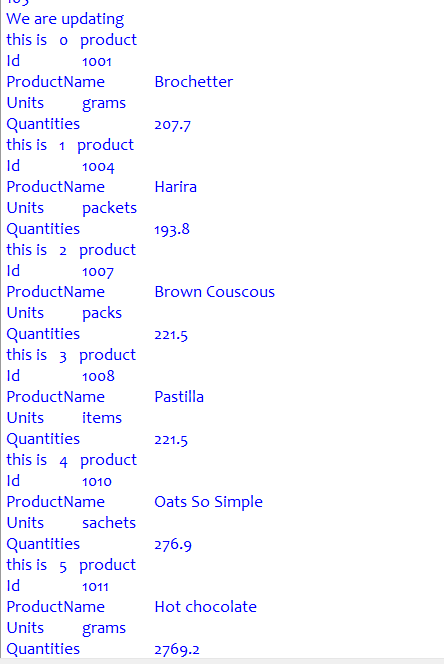 165
We are updating
this is 0 product
Id 1001
ProductName Brochetter
Units grams
Quantities 207.7
this is 1 product
Id 1004
ProductName Harira
Units packets
Quantities 193.8
this is 2 product
Id 1007
ProductName Brown Couscous
Units packs
Quantities 221.5
this is 3 product
Id 1008
ProductName Pastilla
Units items
Quantities 221.5
this is 4 product
Id 1010
ProductName Oats So Simple
Units sachets
Quantities 276.9
this is 5 product
Id 1011
ProductName Hot chocolate
Units grams
Quantities 2769.2